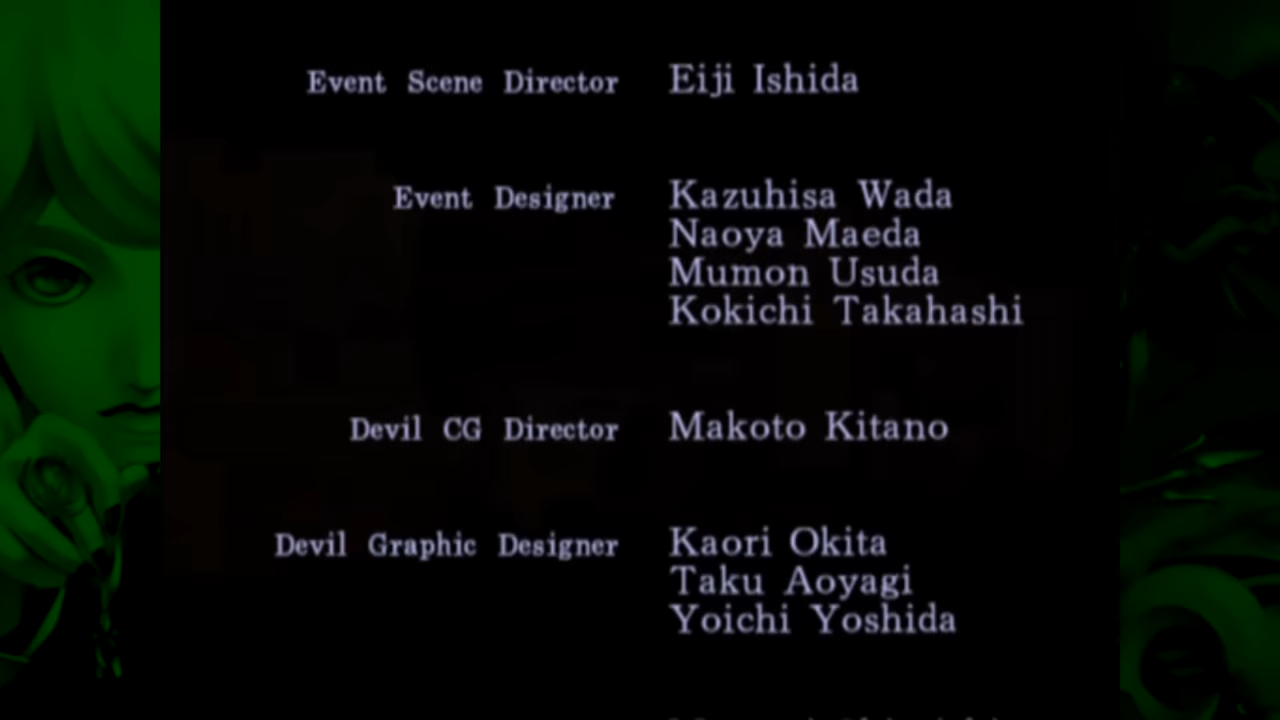 Event Scene Director Eiji Ishida
Event Designer Kazuhisa Wada
Naoya Maeda
Mumon Usuda
Kokichi Takahashi
Devil CG Director Makoto Kitano
Devil Graphic Designer Kaori Okita
Taku Aoyagi
Yoichi Yoshida